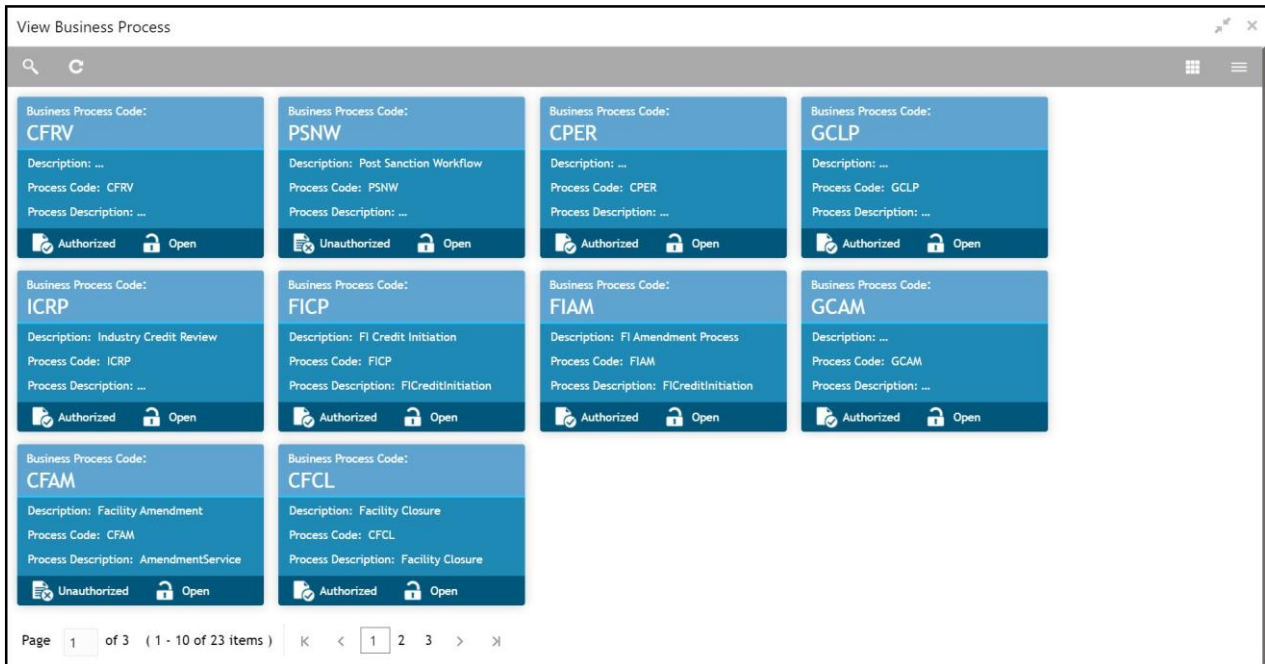 View Business Process
Business Process Code:
CFRV
Description: ...
Process Code: CFRV
Process Description: ...
Authorized Open
Business Process Code:
PSNW
Description: Post Sanction Workflow
Process Code: PSNW
Process Description: ...
Unauthorized Open
Business Process Code:
CPER
Description: ...
Process Code: CPER
Process Description: ...
Authorized Open
Business Process Code:
GCLP
Description: ...
Process Code: GCLP
Process Description: ...
Authorized Open
Business Process Code:
ICRP
Description: Industry Credit Review
Process Code: ICRP
Process Description: ...
Authorized Open
Business Process Code:
FICP
Description: FI Credit Initiation
Process Code: FICP
Process Description: FICreditInitiation
Authorized Open
Business Process Code:
FIAM
Description: FI Amendment Process
Process Code: FIAM
Process Description: FICreditInitiation
Authorized Open
Business Process Code:
GCAM
Description: ...
Process Code: GCAM
Process Description: ...
Authorized Open
Business Process Code:
CFAM
Description: Facility Amendment
Process Code: CFAM
Process Description: AmendmentService
Unauthorized Open
Business Process Code:
CFCL
Description: Facility Closure
Process Code: CFCL
Process Description: Facility Closure
Authorized Open
Page 1 of 3 ( 1 - 10 of 23 items ) 1 2 3